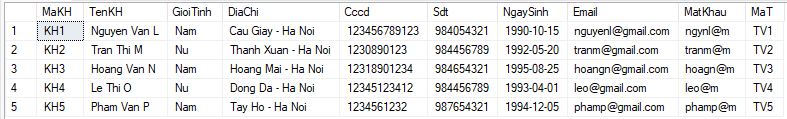 MaKH TenKH GioiTinh DiaChi Cccd Sdt NgaySinh Email MatKhau MaT
1 KH1 Nguyen Van L Nam Cau Giay - Ha Noi 123456789123 984054321 1990-10-15 nguyenl@gmail.com ngynl@m TV1
2 KH2 Tran Thi M Nu Thanh Xuan - Ha Noi 1230890123 984456789 1992-05-20 tranm@gmail.com tranm@m TV2
3 KH3 Hoang Van N Nam Hoang Mai - Ha Noi 12318901234 984654321 1995-08-25 hoangn@gmail.com hoagn@m TV3
4 KH4 Le Thi O Nu Dong Da - Ha Noi 12345123412 984456789 1993-04-01 leo@gmail.com leo@m TV4
5 KH5 Pham Van P Nam Tay Ho - Ha Noi 1234561232 987654321 1994-12-05 phamp@gmail.com phamp@m TV5